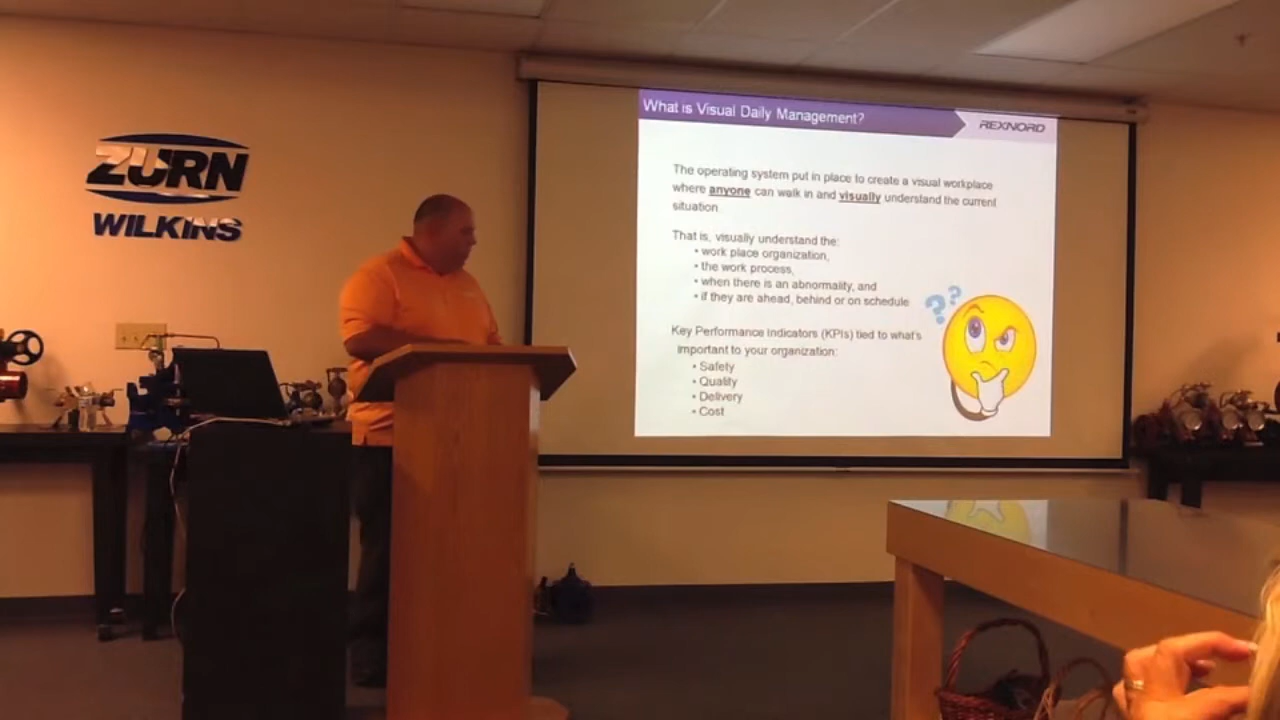 ZURN
WILKINS
What is Visual Daily Management?
REXNORD
The operating system put in place to create a visual workplace
where anyone can walk in and visually understand the current
situation.
That is, visually understand the:
• work place organization,
• the work process,
• when there is an abnormality, and
• if they are ahead, behind or on schedule
Key Performance Indicators (KPIs) tied to what's
important to your organization:
• Safety
• Quality
• Delivery
• Cost
??